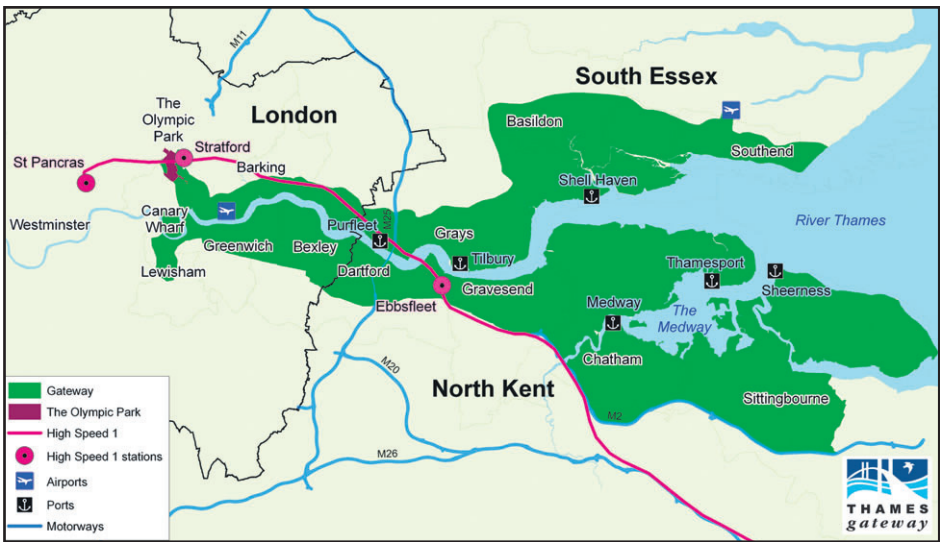 M11
South Essex
The
Olympic
Park
London
Basildon
Stratford
Southend
St Pancras
Barking
Shell Haven
Canary
Wharf
Westminster
M25
Purfleet
River Thames
Greenwich
Bexley
Grays
Lewisham
Dartford
Tilbury
Thamesport
Gravesend
Sheerness
Ebbsfleet
Medway
The
Medway
Chatham
M20
North Kent
Sittingbourne
M2
M26
Gateway
The Olympic Park
High Speed 1
High Speed 1 stations
Airports
Ports
Motorways
THAMES
gateway